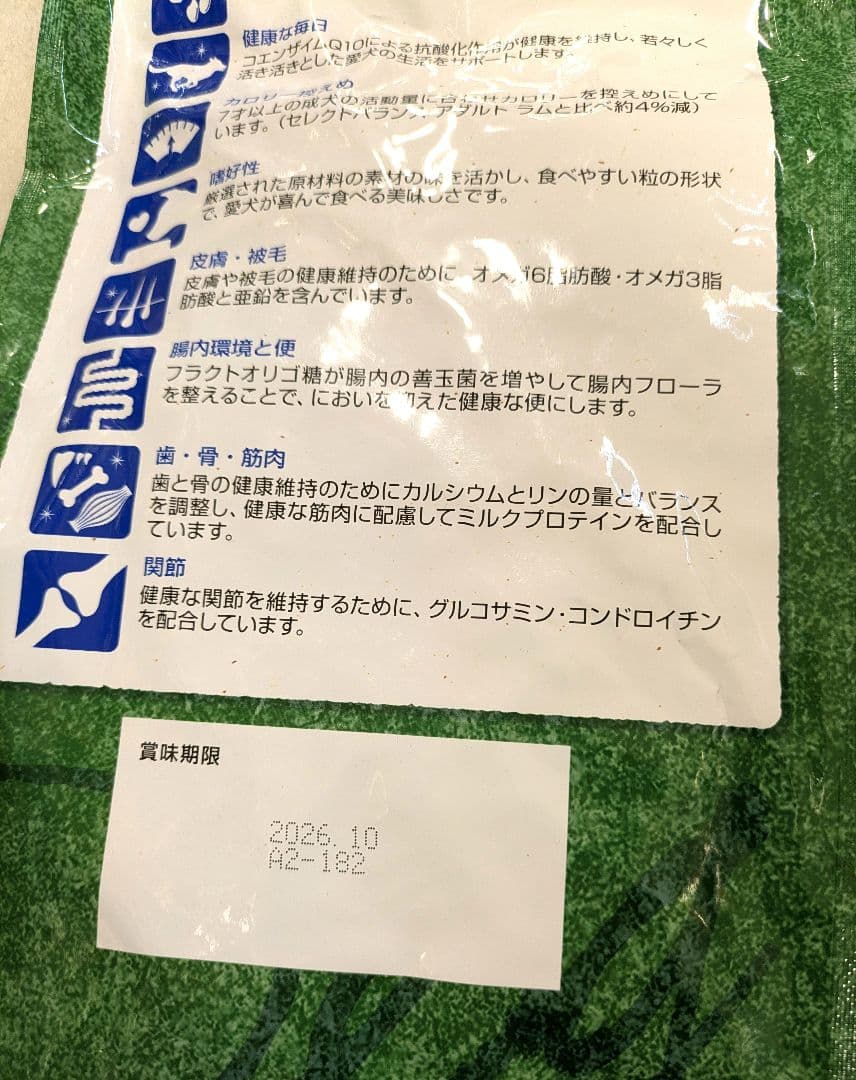 健康な毎日
コエンザイムQ10による抗酸化作用が健康を維持し、若々しく
活き活きとした愛犬の生活をサポートします。
カロリー控えめ
7才以上の成犬の活動量に合わせカロリーを控えめにして
います。(セレクトバランス アダルト ラムと比べ約4%減)
嗜好性
厳選された原材料の素材の味を活かし、食べやすい粒の形状
で、愛犬が喜んで食べる美味しさです。
皮膚・被毛
皮膚や被毛の健康維持のために オメガ6脂肪酸・オメガ3脂
肪酸と亜鉛を含んでいます。
腸内環境と便
フラクトオリゴ糖が腸内の善玉菌を増やして腸内フローラ
を整えることで、においを抑えた健康な便にします。
歯・骨・筋肉
歯と骨の健康維持のためにカルシウムとリンの量とバランス
を調整し、健康な筋肉に配慮してミルクプロテインを配合し
ています。
関節
健康な関節を維持するために、グルコサミン・コンドロイチン
を配合しています。
賞味期限
2026.10
A2-182